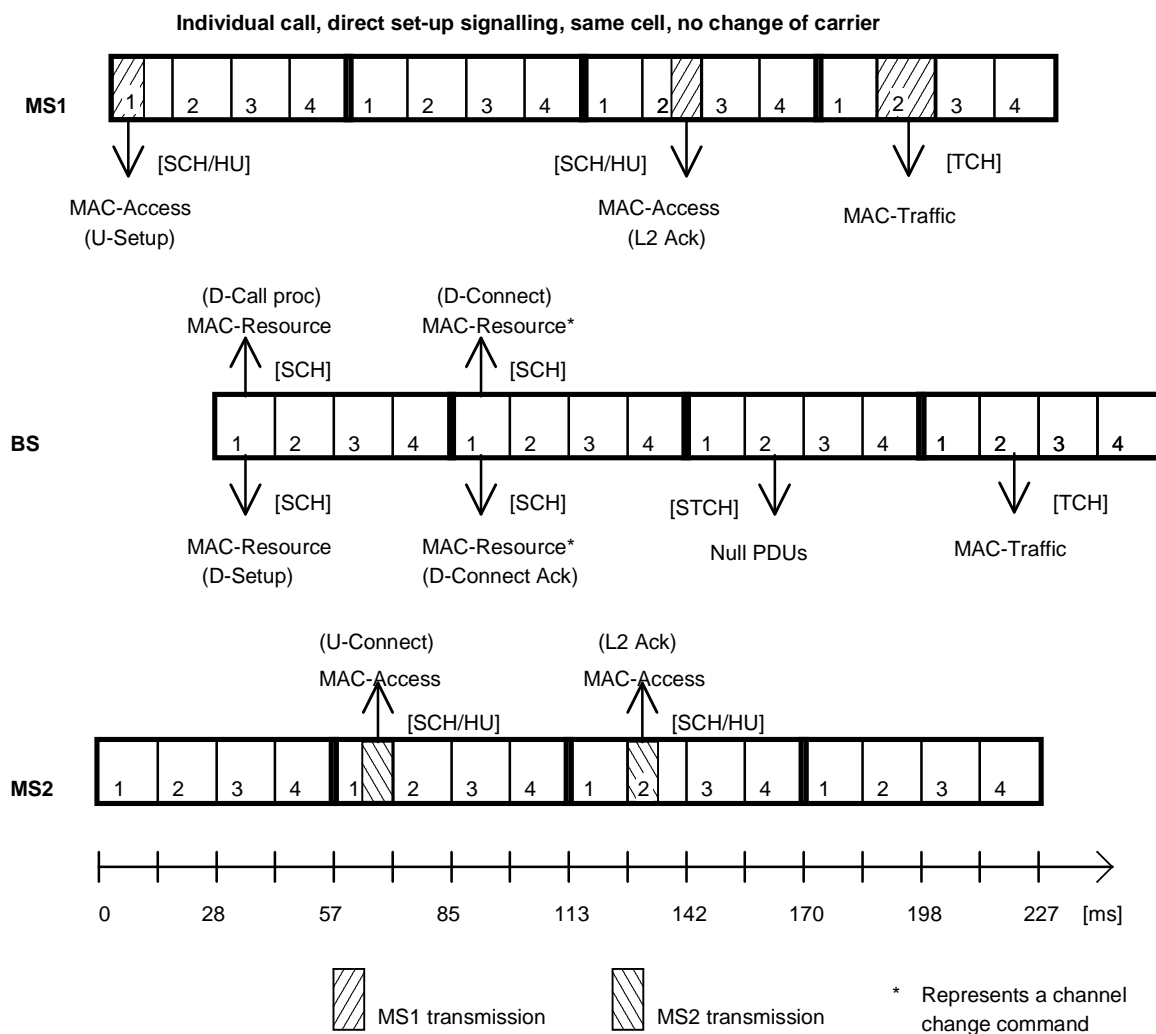 Individual call, direct set-up signalling, same cell, no change of carrier
MS1
1 2 3 4 1 2 3 4 1 2 3 4 1 2 3 4
[SCH/HU] [SCH/HU] [TCH]
MAC-Access MAC-Access MAC-Traffic
(U-Setup) (L2 Ack)
(D-Call proc) (D-Connect)
MAC-Resource MAC-Resource*
[SCH] [SCH]
BS
1 2 3 4 1 2 3 4 1 2 3 4 1 2 3 4
[SCH] [SCH] [STCH] [TCH]
MAC-Resource MAC-Resource* Null PDUs MAC-Traffic
(D-Setup) (D-Connect Ack)
(U-Connect) (L2 Ack)
MAC-Access MAC-Access
[SCH/HU] [SCH/HU]
MS2
1 2 3 4 1 2 3 4 1 2 3 4 1 2 3 4
0 28 57 85 113 142 170 198 227 [ms]
MS1 transmission MS2 transmission * Represents a channel
change command